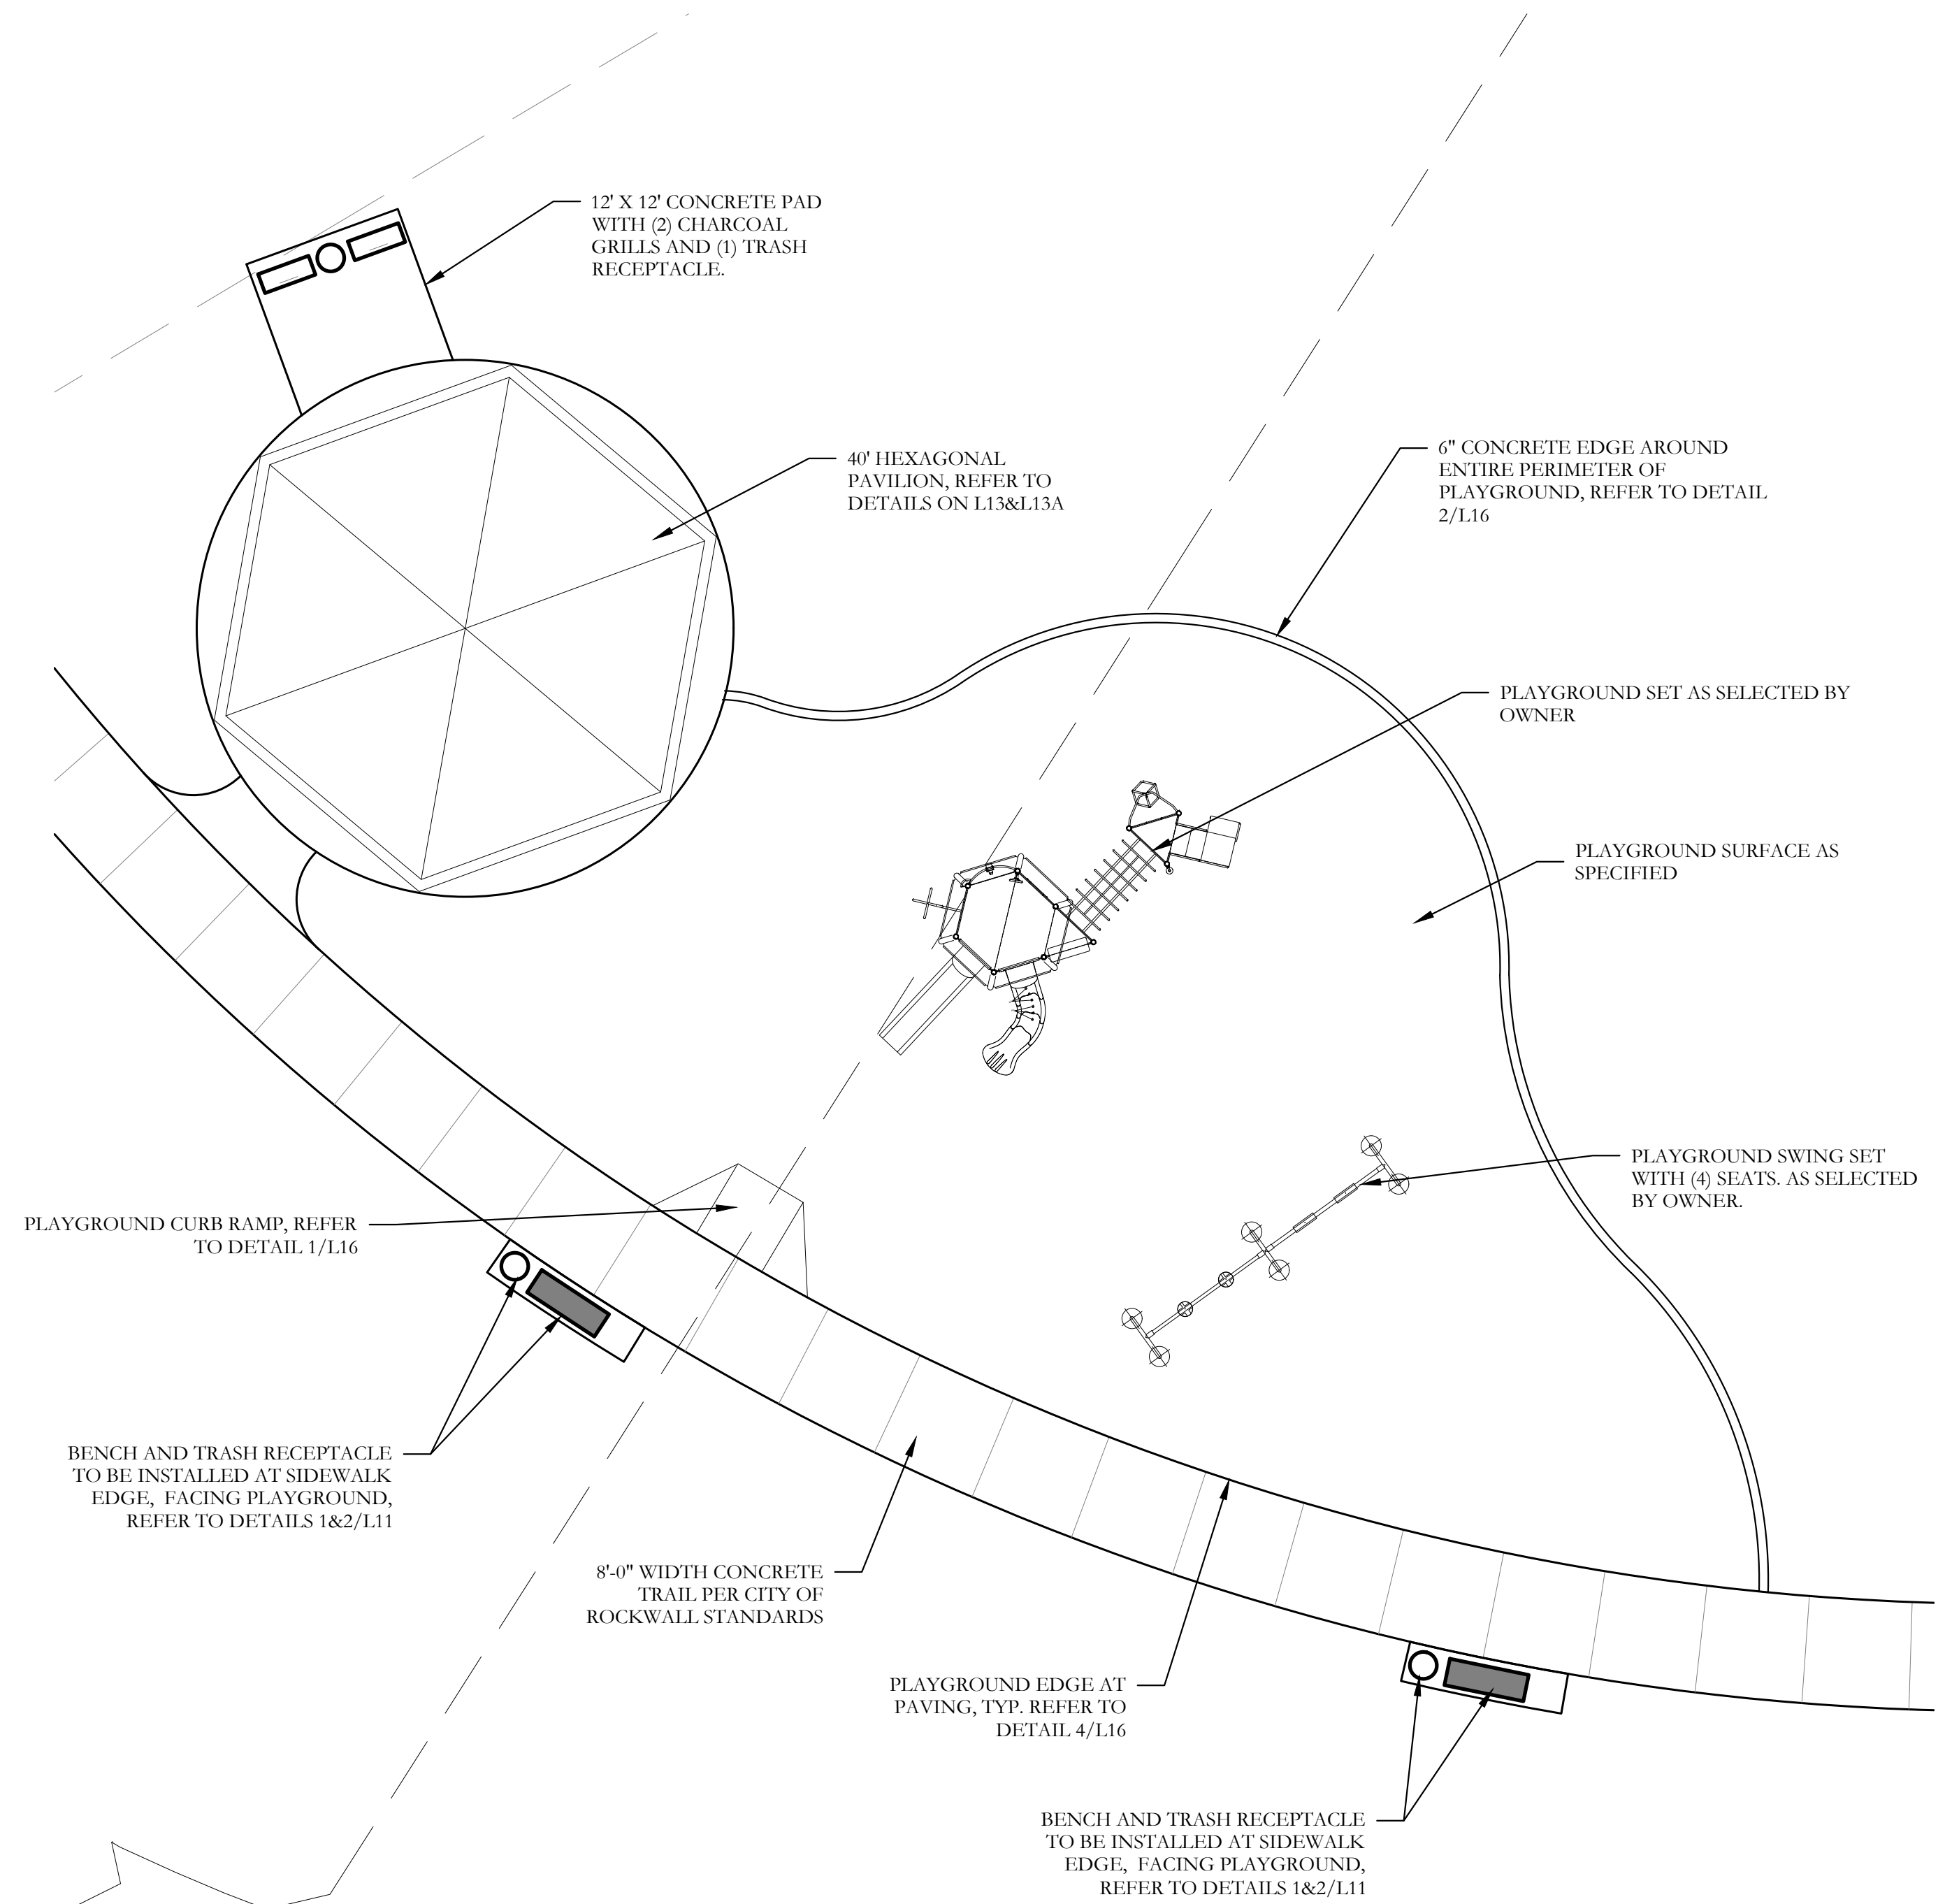 12' X 12' CONCRETE PAD
WITH (2) CHARCOAL
GRILLS AND (1) TRASH
RECEPTACLE.
40' HEXAGONAL
PAVILION, REFER TO
DETAILS ON L13&L13A
6" CONCRETE EDGE AROUND
ENTIRE PERIMETER OF
PLAYGROUND, REFER TO DETAIL
2/L16
PLAYGROUND SET AS SELECTED BY
OWNER
PLAYGROUND SURFACE AS
SPECIFIED
PLAYGROUND SWING SET
WITH (4) SEATS. AS SELECTED
BY OWNER.
PLAYGROUND CURB RAMP, REFER
TO DETAIL 1/L16
BENCH AND TRASH RECEPTACLE
TO BE INSTALLED AT SIDEWALK
EDGE,  FACING PLAYGROUND,
REFER TO DETAILS 1&2/L11
8'-0" WIDTH CONCRETE
TRAIL PER CITY OF
ROCKWALL STANDARDS
PLAYGROUND EDGE AT
PAVING, TYP. REFER TO
DETAIL 4/L16
BENCH AND TRASH RECEPTACLE
TO BE INSTALLED AT SIDEWALK
EDGE,  FACING PLAYGROUND,
REFER TO DETAILS 1&2/L11